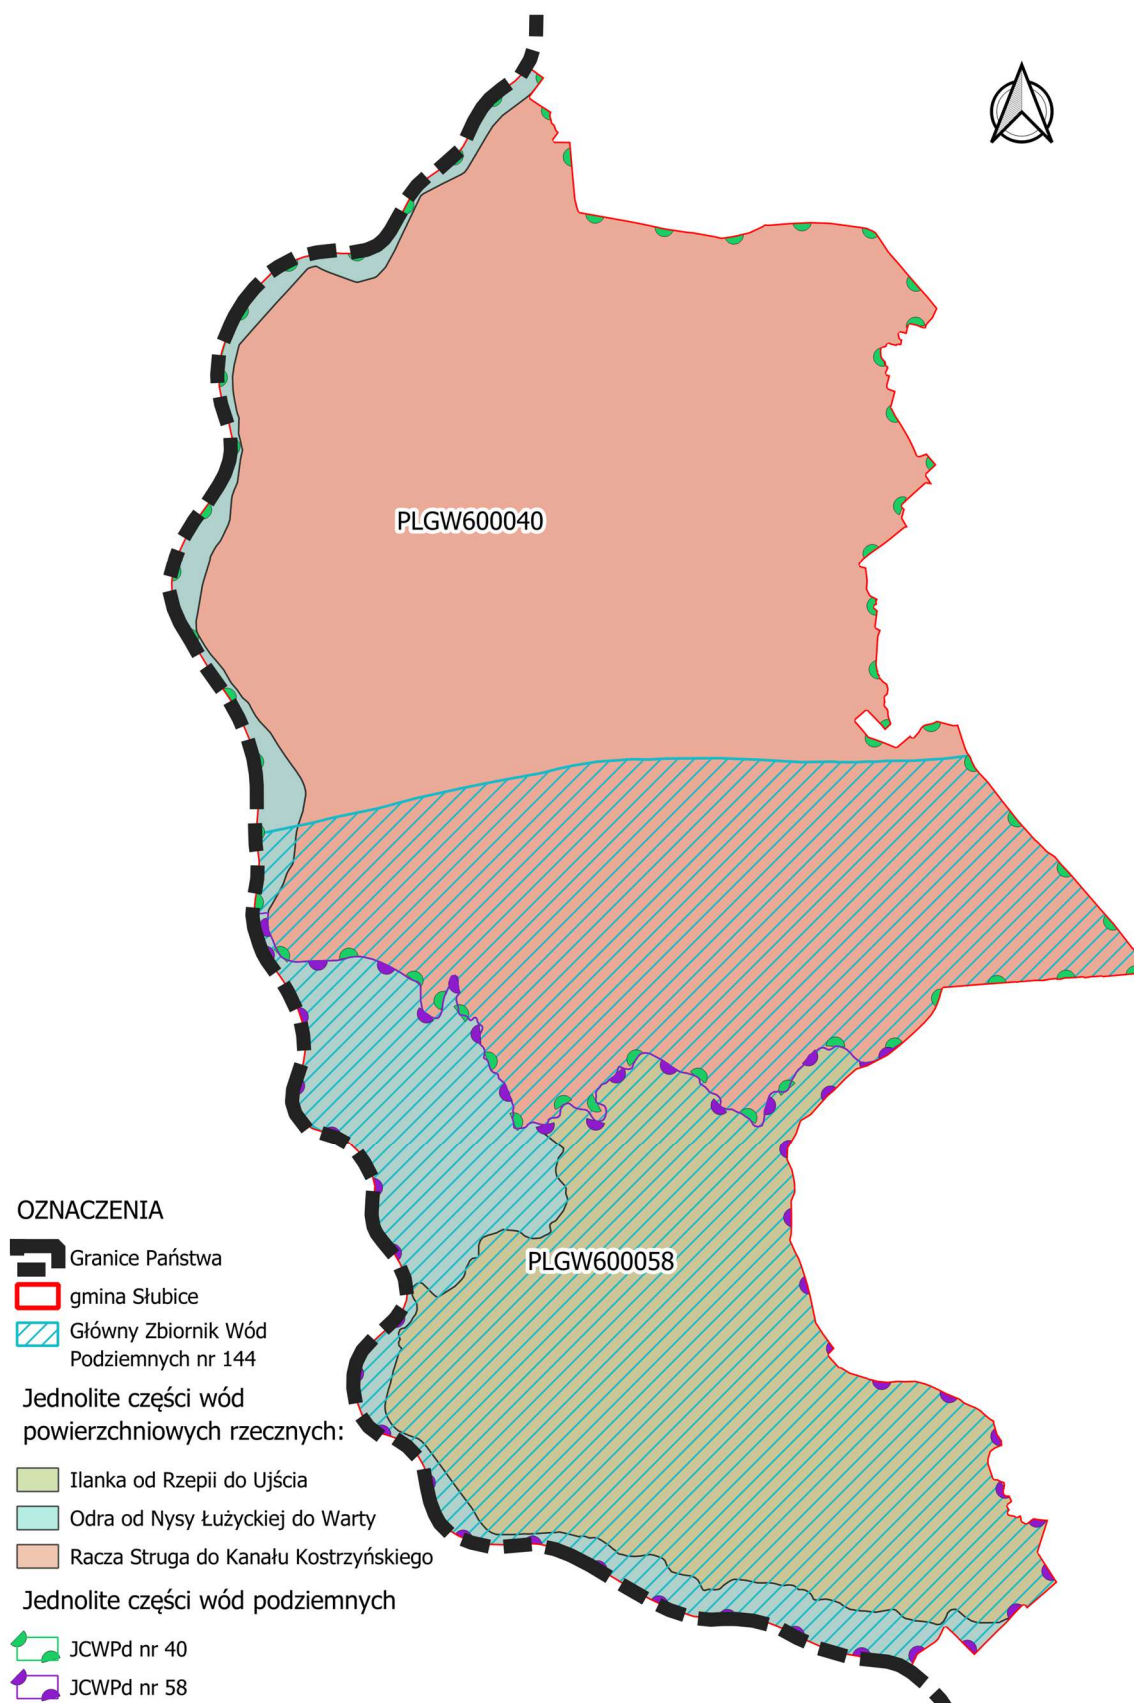 PLGW600040
PLGW600058
OZNACZENIA
Granice Państwa
gmina Słubice
Główny Zbiornik Wód
Podziemnych nr 144
Jednolite części wód
powierzchniowych rzecznych:
Ilanka od Rzepii do Ujścia
Odra od Nysy Łużyckiej do Warty
Racza Struga do Kanału Kostrzyńskiego
Jednolite części wód podziemnych
JCWPd nr 40
JCWPd nr 58